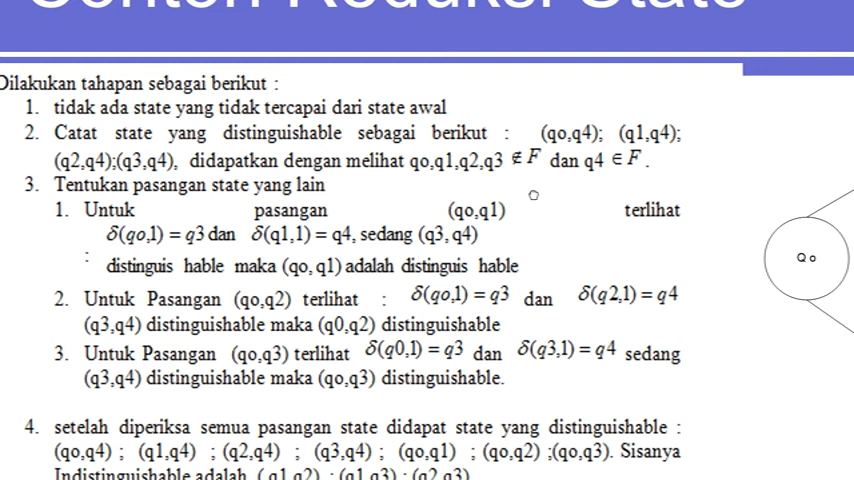 Contoh Reduksi State
Dilakukan tahapan sebagai berikut :
1. tidak ada state yang tidak tercapai dari state awal
2. Catat state yang distinguishable sebagai berikut : (qo,q4); (q1,q4);
(q2,q4);(q3,q4), didapatkan dengan melihat qo,q1,q2,q3 ∉ F dan q4 ∈ F .
3. Tentukan pasangan state yang lain
1. Untuk pasangan (qo,q1) terlihat
δ(qo,1) = q3 dan δ(q1,1) = q4, sedang (q3, q4)
:
distinguis hable maka (qo, q1) adalah distinguis hable
2. Untuk Pasangan (qo,q2) terlihat : δ(qo,1) = q3 dan δ(q2,1) = q4
(q3,q4) distinguishable maka (q0,q2) distinguishable
3. Untuk Pasangan (qo,q3) terlihat δ(q0,1) = q3 dan δ(q3,1) = q4 sedang
(q3,q4) distinguishable maka (qo,q3) distinguishable.
4. setelah diperiksa semua pasangan state didapat state yang distinguishable :
(qo,q4) ; (q1,q4) ; (q2,q4) ; (q3,q4) ; (qo,q1) ; (qo,q2) ;(qo,q3). Sisanya
Indistinguishable adalah ( q1,q2) ; (q1,q3) ; (q2,q3)
Qo